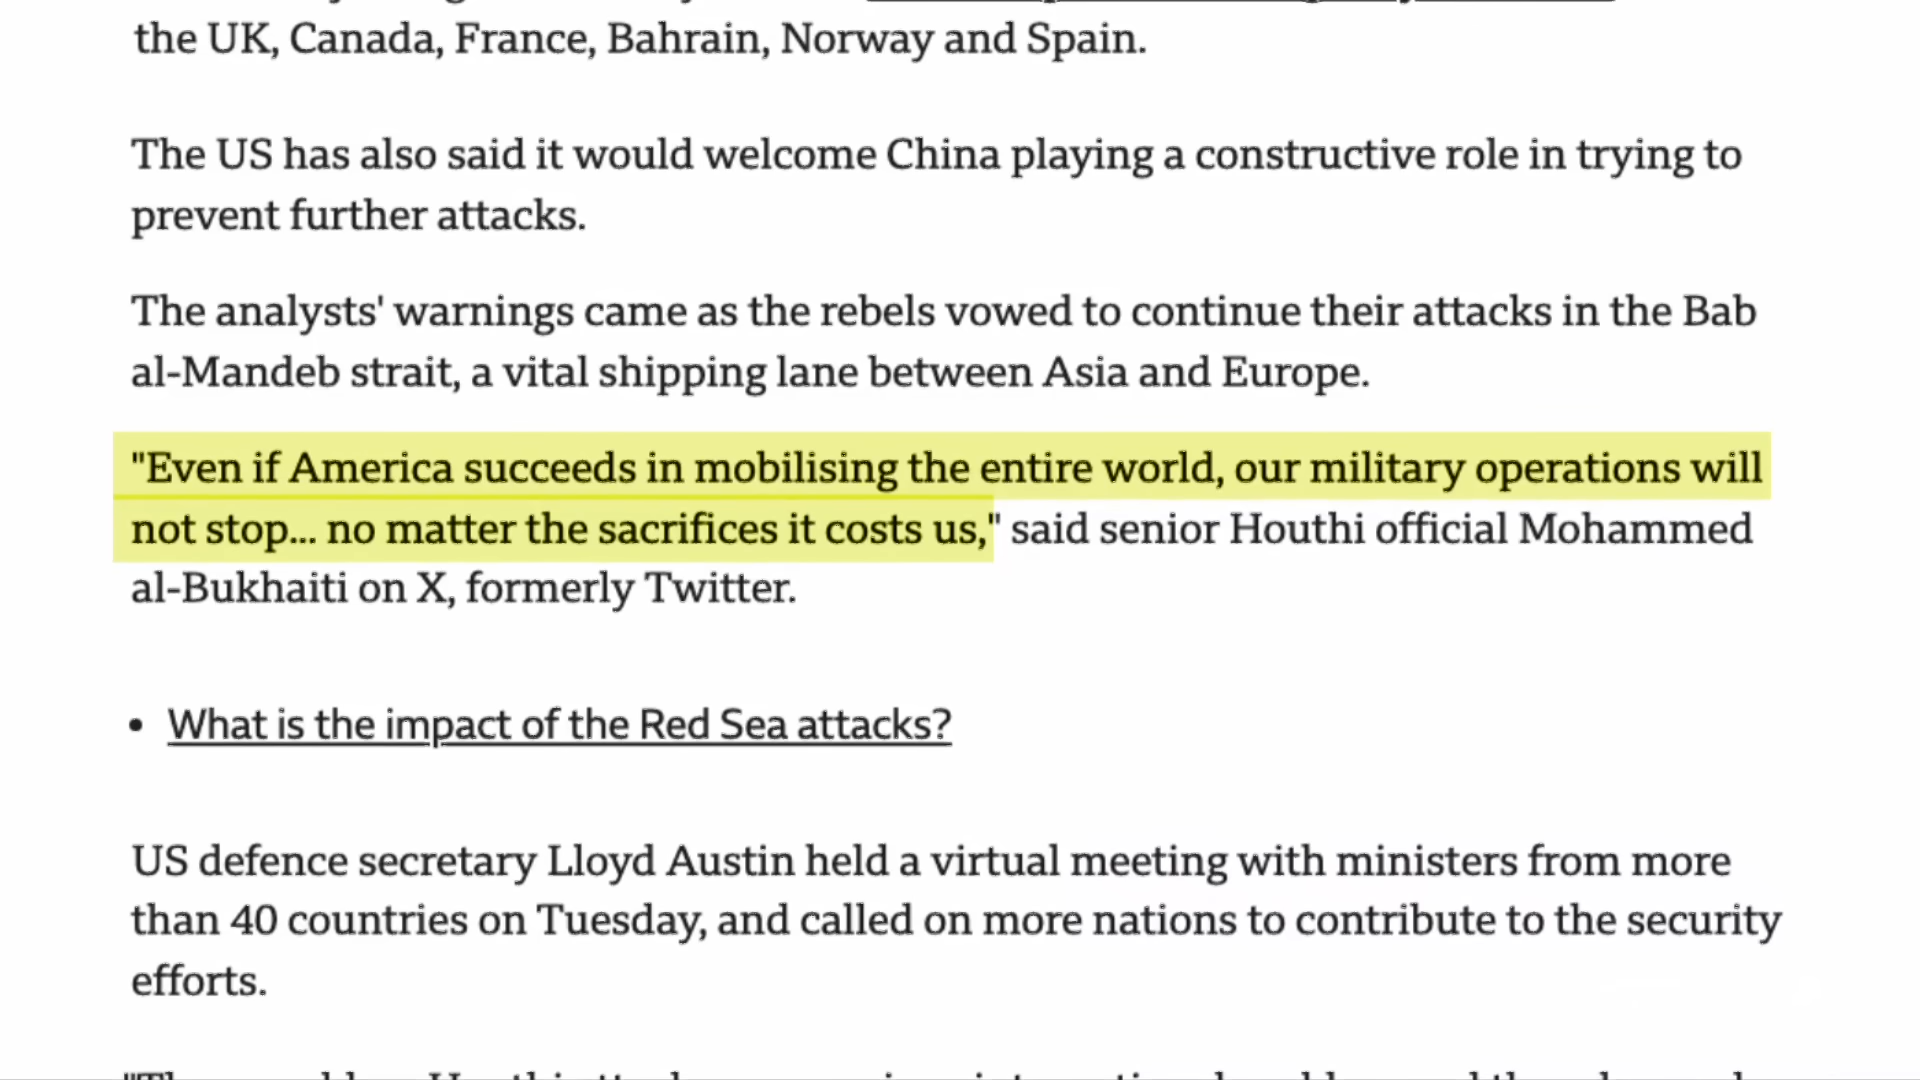 the UK, Canada, France, Bahrain, Norway and Spain.
The US has also said it would welcome China playing a constructive role in trying to
prevent further attacks.
The analysts' warnings came as the rebels vowed to continue their attacks in the Bab
al-Mandeb strait, a vital shipping lane between Asia and Europe.
"Even if America succeeds in mobilising the entire world, our military operations will
not stop... no matter the sacrifices it costs us," said senior Houthi official Mohammed
al-Bukhaiti on X, formerly Twitter.
• What is the impact of the Red Sea attacks?
US defence secretary Lloyd Austin held a virtual meeting with ministers from more
than 40 countries on Tuesday, and called on more nations to contribute to the security
efforts.